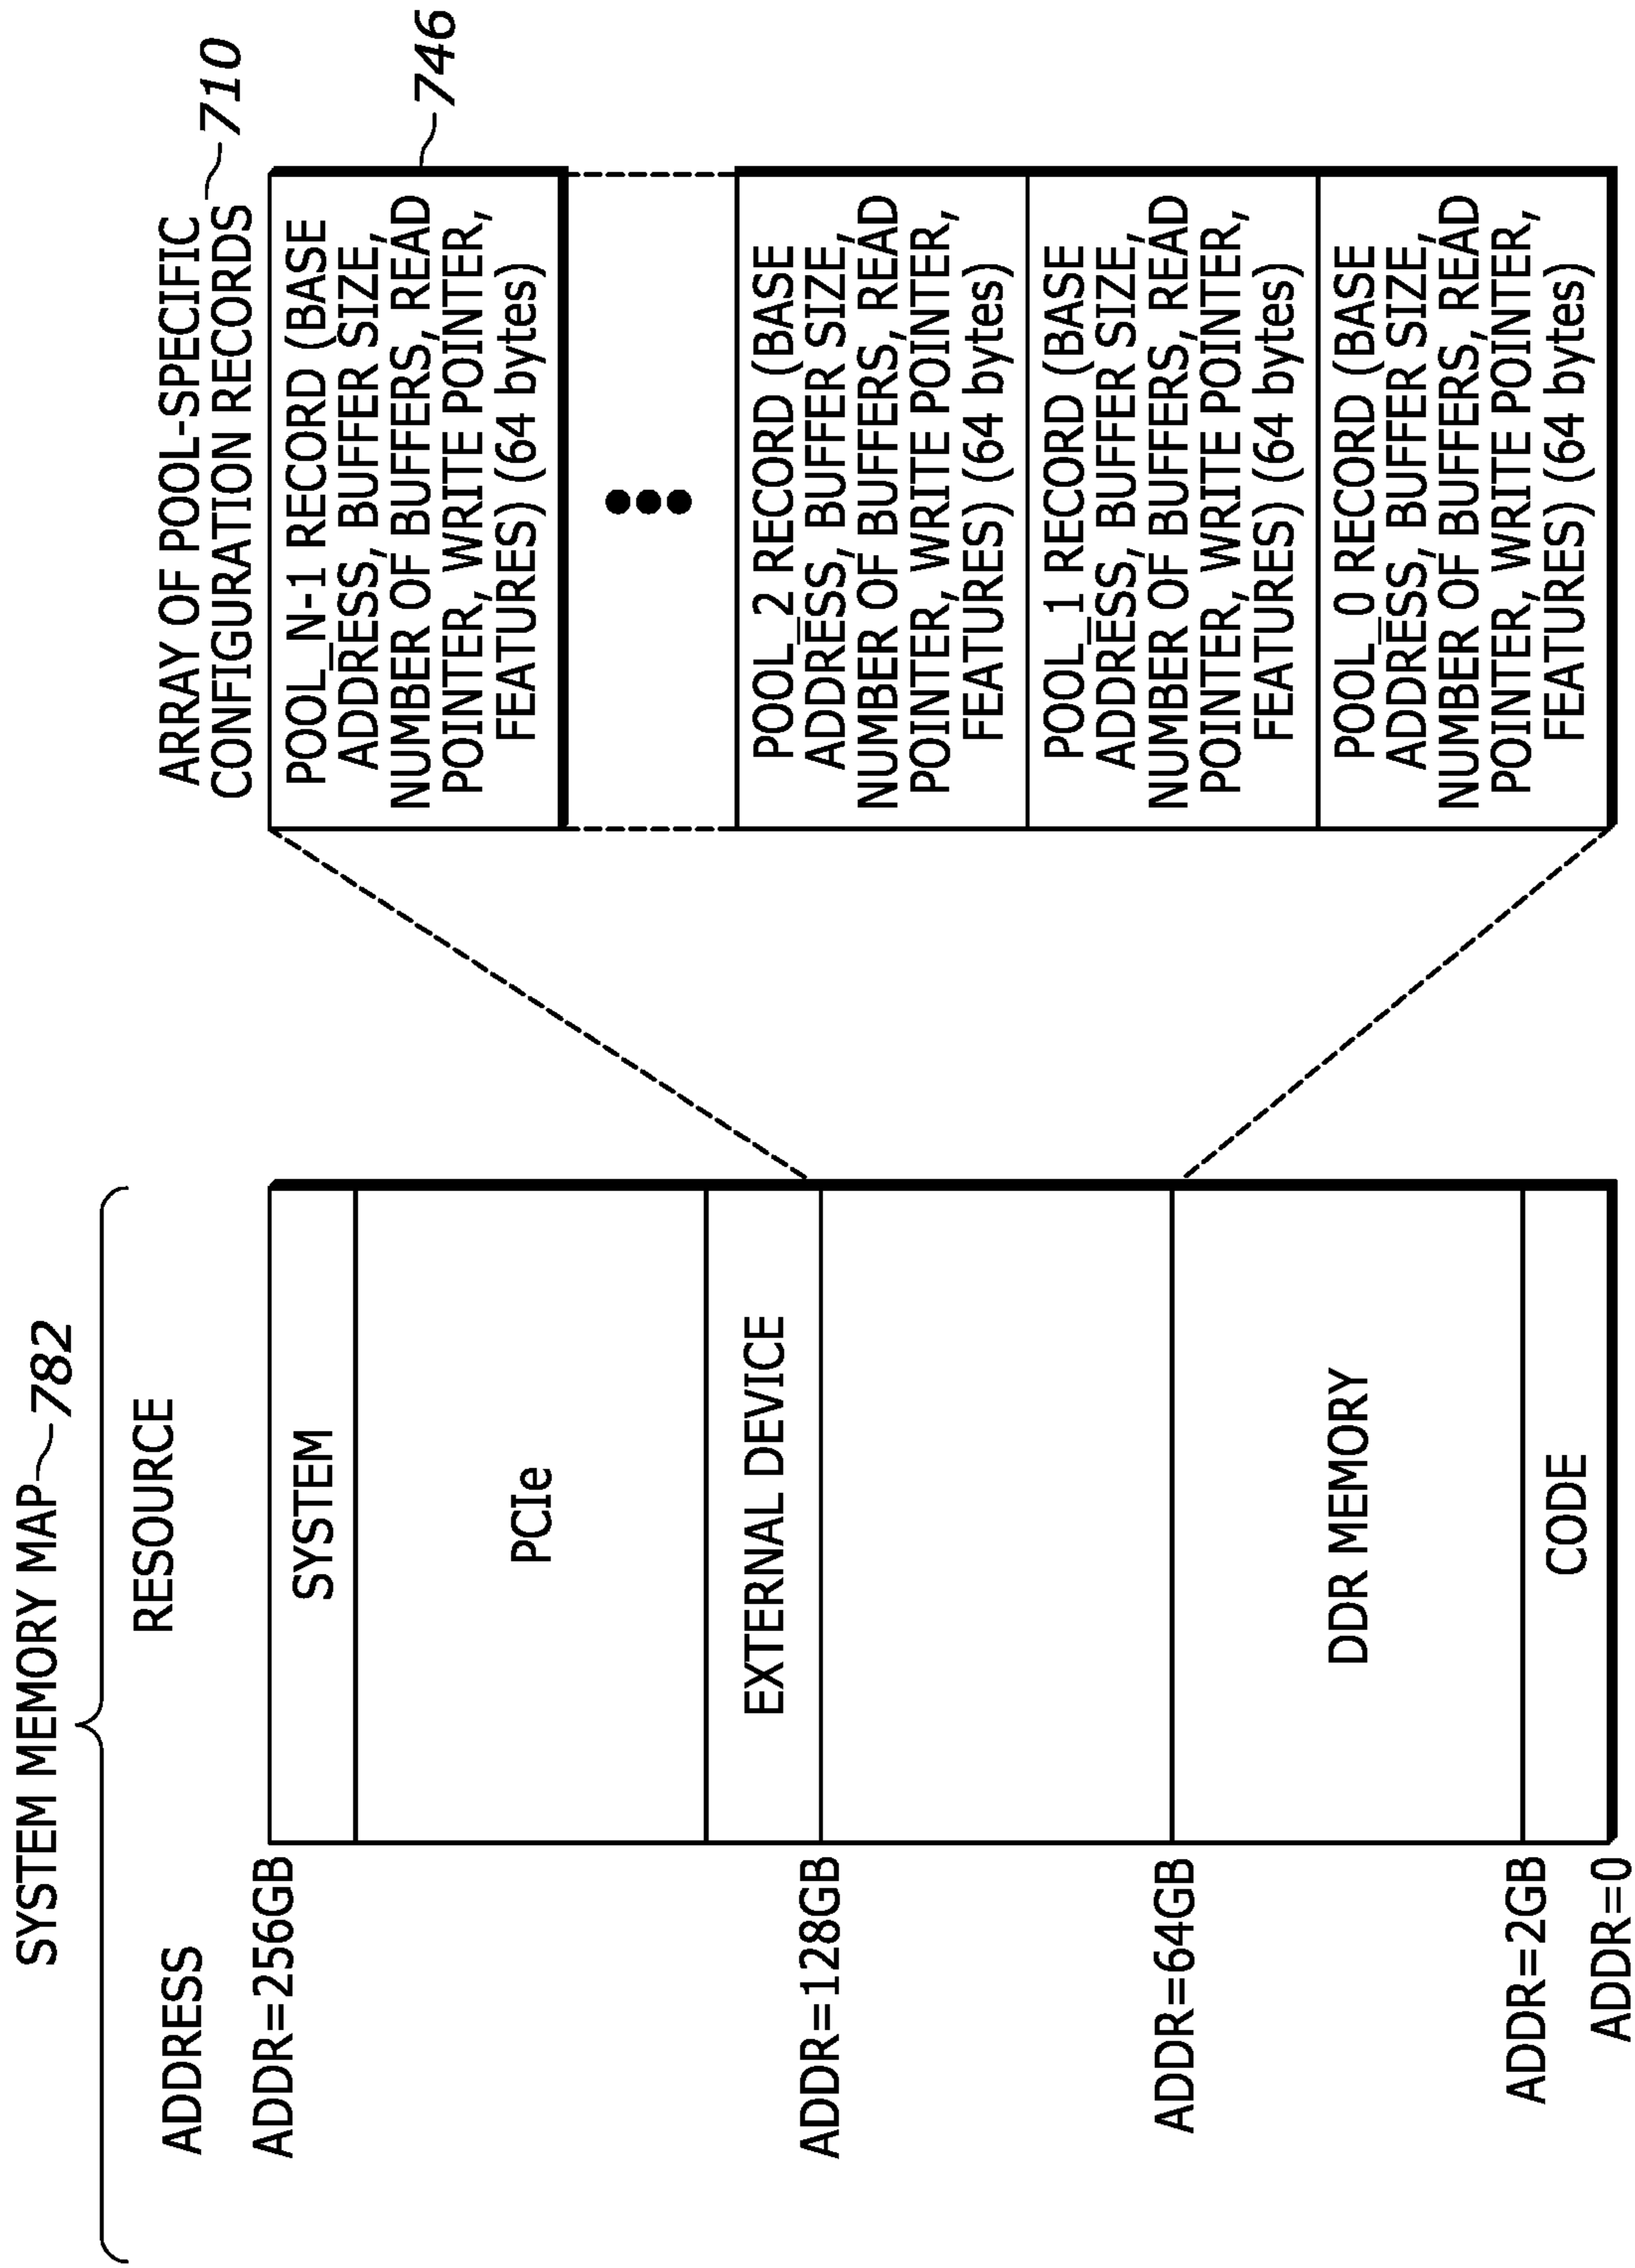 SYSTEM MEMORY MAP 782
ADDRESS
RESOURCE
ADDR=256GB
SYSTEM
PCIe
EXTERNAL DEVICE
ADDR=128GB
ADDR=64GB
DDR MEMORY
ADDR=2GB
CODE
ADDR=0
ARRAY OF POOL-SPECIFIC
CONFIGURATION RECORDS 710
POOL_N-1 RECORD (BASE
ADDRESS, BUFFER SIZE,
NUMBER OF BUFFERS, READ
POINTER, WRITE POINTER,
FEATURES) (64 bytes)
746
POOL_2 RECORD (BASE
ADDRESS, BUFFER SIZE,
NUMBER OF BUFFERS, READ
POINTER, WRITE POINTER,
FEATURES) (64 bytes)
POOL_1 RECORD (BASE
ADDRESS, BUFFER SIZE,
NUMBER OF BUFFERS, READ
POINTER, WRITE POINTER,
FEATURES) (64 bytes)
POOL_0 RECORD (BASE
ADDRESS, BUFFER SIZE,
NUMBER OF BUFFERS, READ
POINTER, WRITE POINTER,
FEATURES) (64 bytes)